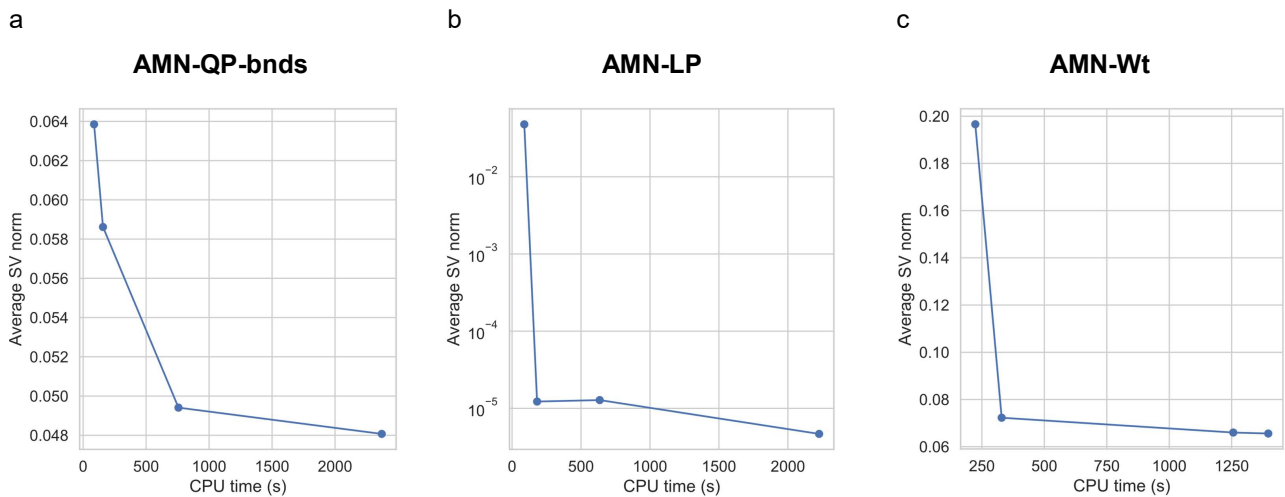 a
AMN-QP-bnds
0.064
0.062
0.060
0.058
0.056
0.054
0.052
0.050
0.048
Average SV norm
0 500 1000 1500 2000
CPU time (s)
b
AMN-LP
10⁻²
10⁻³
10⁻⁴
10⁻⁵
Average SV norm
0 500 1000 1500 2000
CPU time (s)
c
AMN-Wt
0.20
0.18
0.16
0.14
0.12
0.10
0.08
0.06
Average SV norm
250 500 750 1000 1250
CPU time (s)